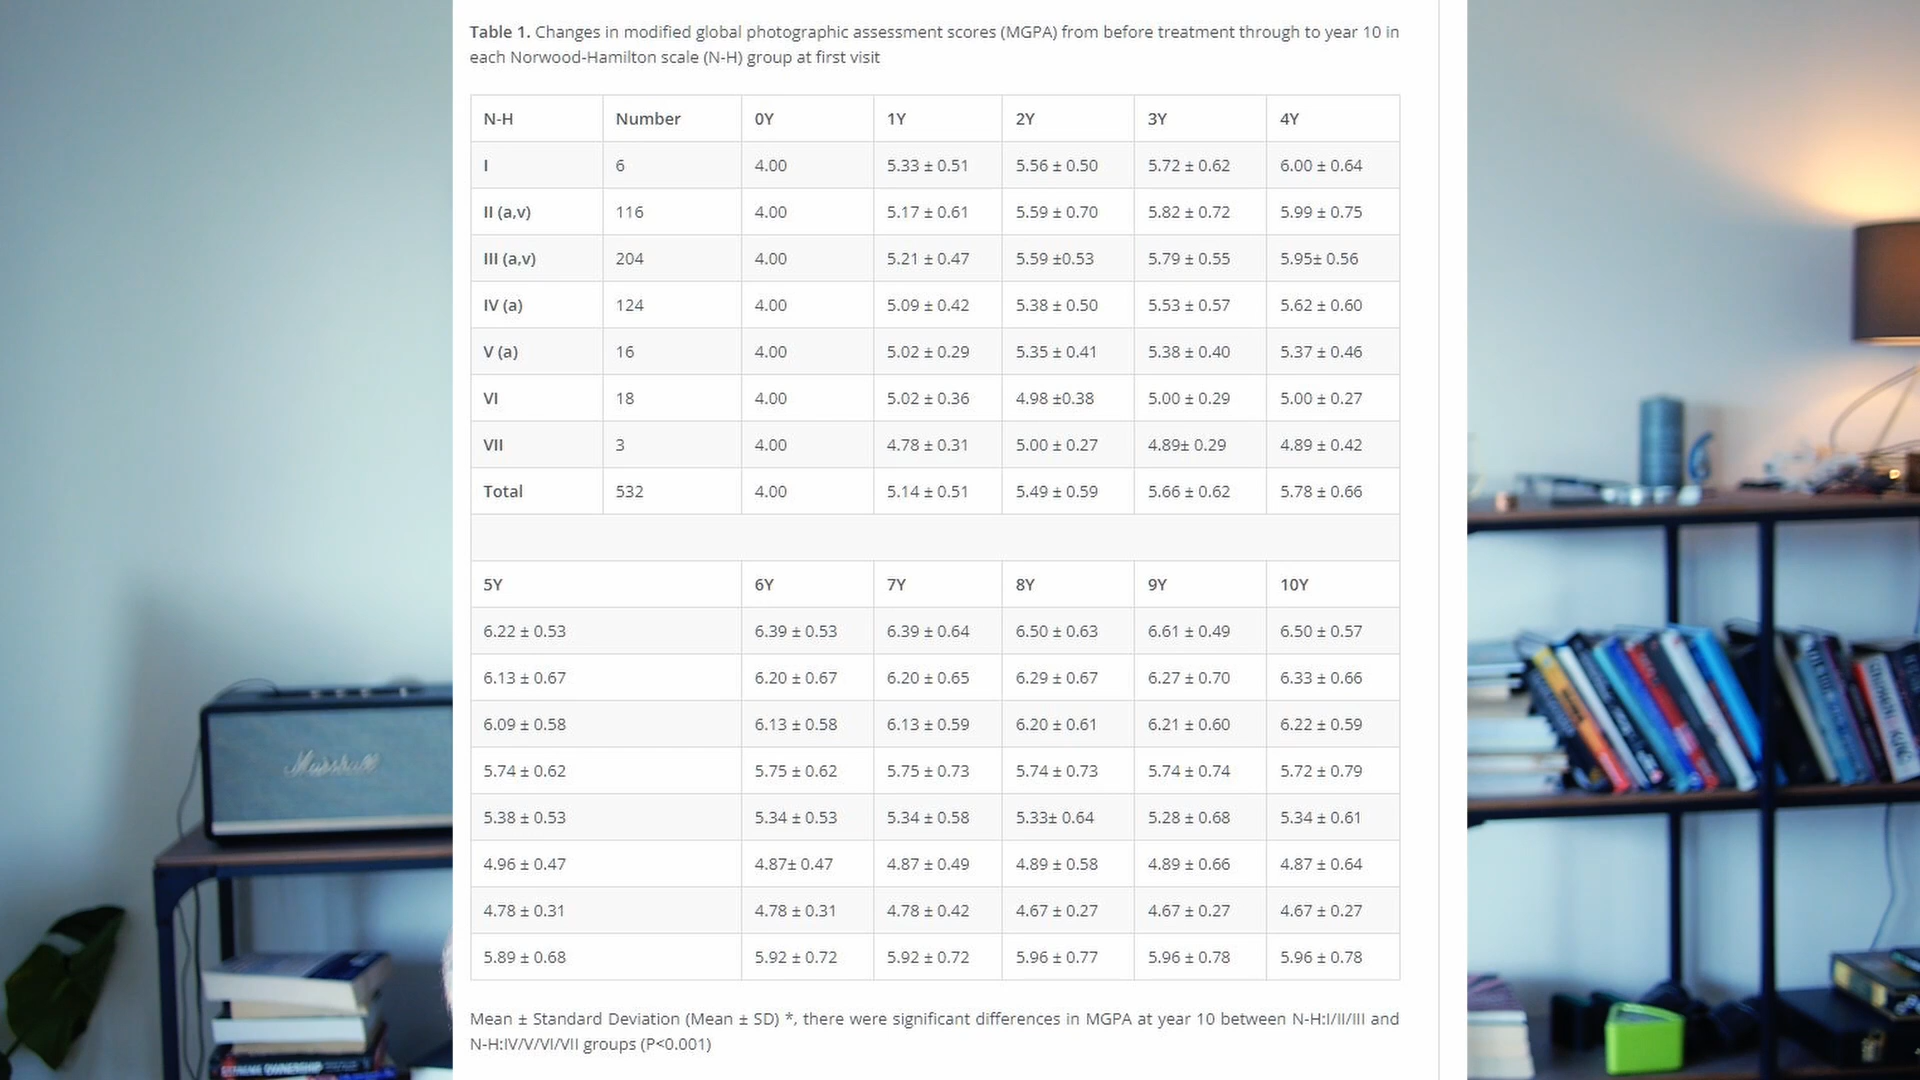 Table 1. Changes in modified global photographic assessment scores (MGPA) from before treatment through to year 10 in
each Norwood-Hamilton scale (N-H) group at first visit
N-H Number 0Y 1Y 2Y 3Y 4Y
I 6 4.00 5.33 ± 0.51 5.56 ± 0.50 5.72 ± 0.62 6.00 ± 0.64
II (a,v) 116 4.00 5.17 ± 0.61 5.59 ± 0.70 5.82 ± 0.72 5.99 ± 0.75
III (a,v) 204 4.00 5.21 ± 0.47 5.59 ±0.53 5.79 ± 0.55 5.95± 0.56
IV (a) 124 4.00 5.09 ± 0.42 5.38 ± 0.50 5.53 ± 0.57 5.62 ± 0.60
V (a) 16 4.00 5.02 ± 0.29 5.35 ± 0.41 5.38 ± 0.40 5.37 ± 0.46
VI 18 4.00 5.02 ± 0.36 4.98 ±0.38 5.00 ± 0.29 5.00 ± 0.27
VII 3 4.00 4.78 ± 0.31 5.00 ± 0.27 4.89± 0.29 4.89 ± 0.42
Total 532 4.00 5.14 ± 0.51 5.49 ± 0.59 5.66 ± 0.62 5.78 ± 0.66
5Y 6Y 7Y 8Y 9Y 10Y
6.22 ± 0.53 6.39 ± 0.53 6.39 ± 0.64 6.50 ± 0.63 6.61 ± 0.49 6.50 ± 0.57
6.13 ± 0.67 6.20 ± 0.67 6.20 ± 0.65 6.29 ± 0.67 6.27 ± 0.70 6.33 ± 0.66
6.09 ± 0.58 6.13 ± 0.58 6.13 ± 0.59 6.20 ± 0.61 6.21 ± 0.60 6.22 ± 0.59
5.74 ± 0.62 5.75 ± 0.62 5.75 ± 0.73 5.74 ± 0.73 5.74 ± 0.74 5.72 ± 0.79
5.38 ± 0.53 5.34 ± 0.53 5.34 ± 0.58 5.33± 0.64 5.28 ± 0.68 5.34 ± 0.61
4.96 ± 0.47 4.87± 0.47 4.87 ± 0.49 4.89 ± 0.58 4.89 ± 0.66 4.87 ± 0.64
4.78 ± 0.31 4.78 ± 0.31 4.78 ± 0.42 4.67 ± 0.27 4.67 ± 0.27 4.67 ± 0.27
5.89 ± 0.68 5.92 ± 0.72 5.92 ± 0.72 5.96 ± 0.77 5.96 ± 0.78 5.96 ± 0.78
Mean ± Standard Deviation (Mean ± SD) *, there were significant differences in MGPA at year 10 between N-H:I/II/III and
N-H:IV/V/VI/VII groups (P<0.001)
Marshall
EXTREME OWNERSHIP
STEPHEN KING